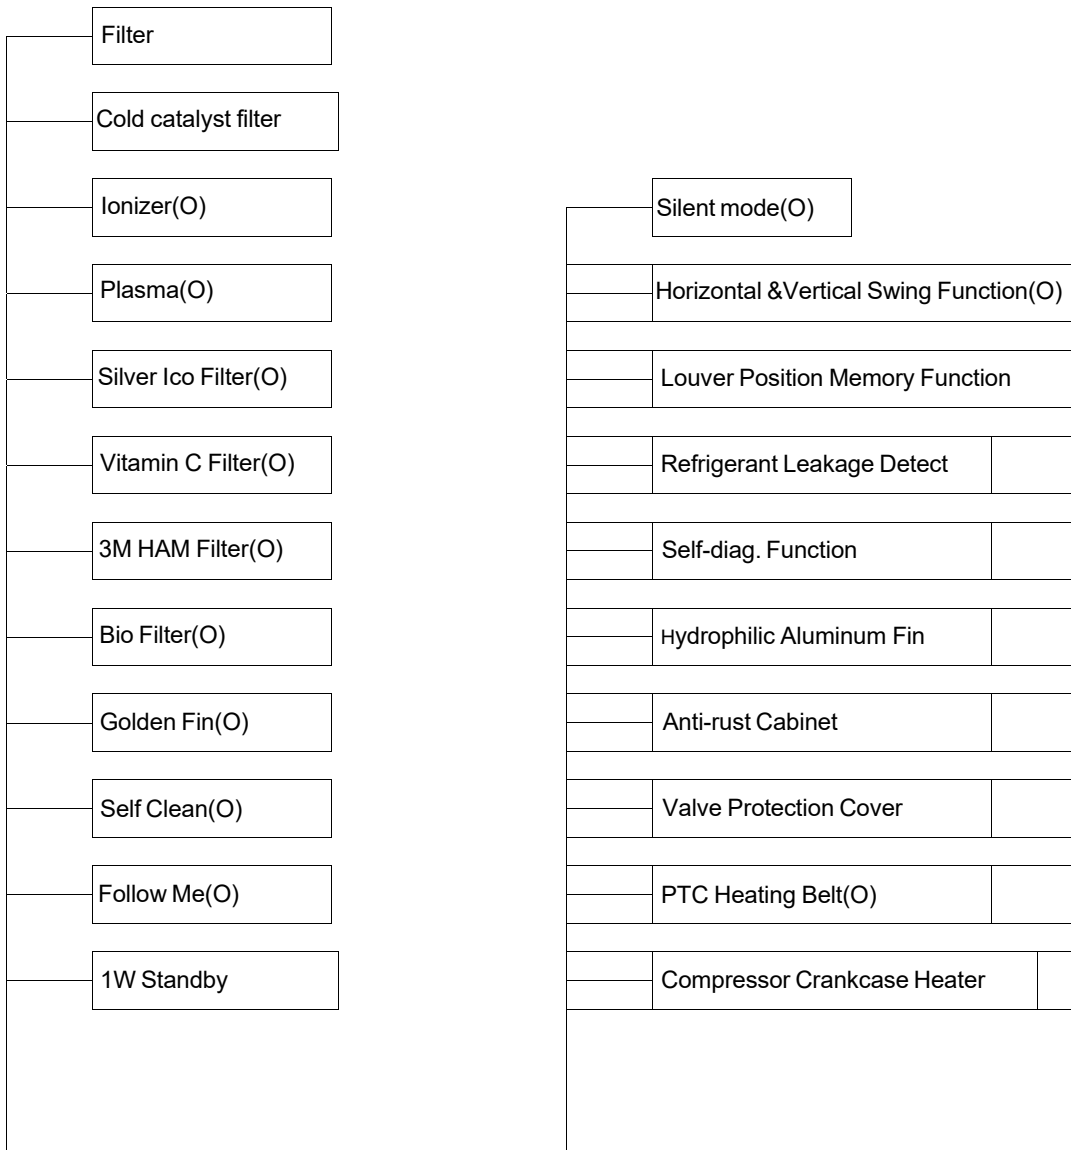 Filter
Cold catalyst filter
Ionizer(O)
Plasma(O)
Silver Ico Filter(O)
Vitamin C Filter(O)
3M HAM Filter(O)
Bio Filter(O)
Golden Fin(O)
Self Clean(O)
Follow Me(O)
1W Standby
Silent mode(O)
Horizontal &Vertical Swing Function(O)
Louver Position Memory Function
Refrigerant Leakage Detect
Self-diag. Function
Hydrophilic Aluminum Fin
Anti-rust Cabinet
Valve Protection Cover
PTC Heating Belt(O)
Compressor Crankcase Heater